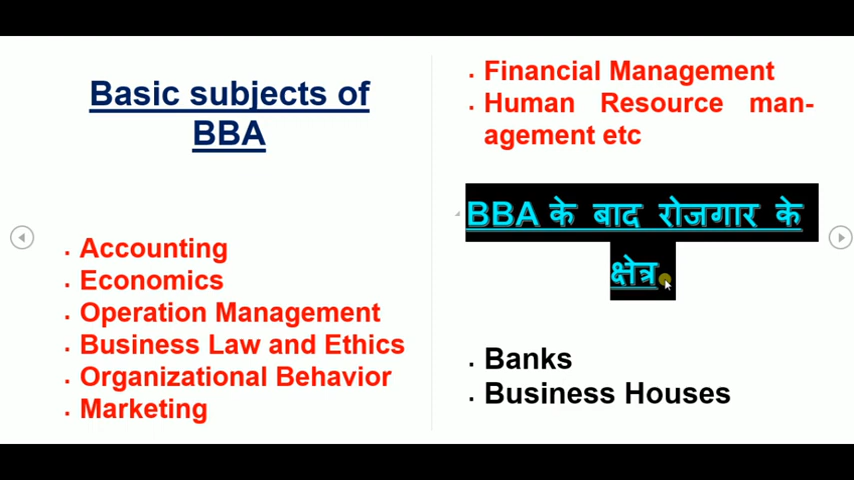 Basic subjects of
BBA
Accounting
Economics
Operation Management
Business Law and Ethics
Organizational Behavior
Marketing
Financial Management
Human Resource man-
agement etc
BBA के बाद रोजगार के
क्षेत्र
Banks
Business Houses